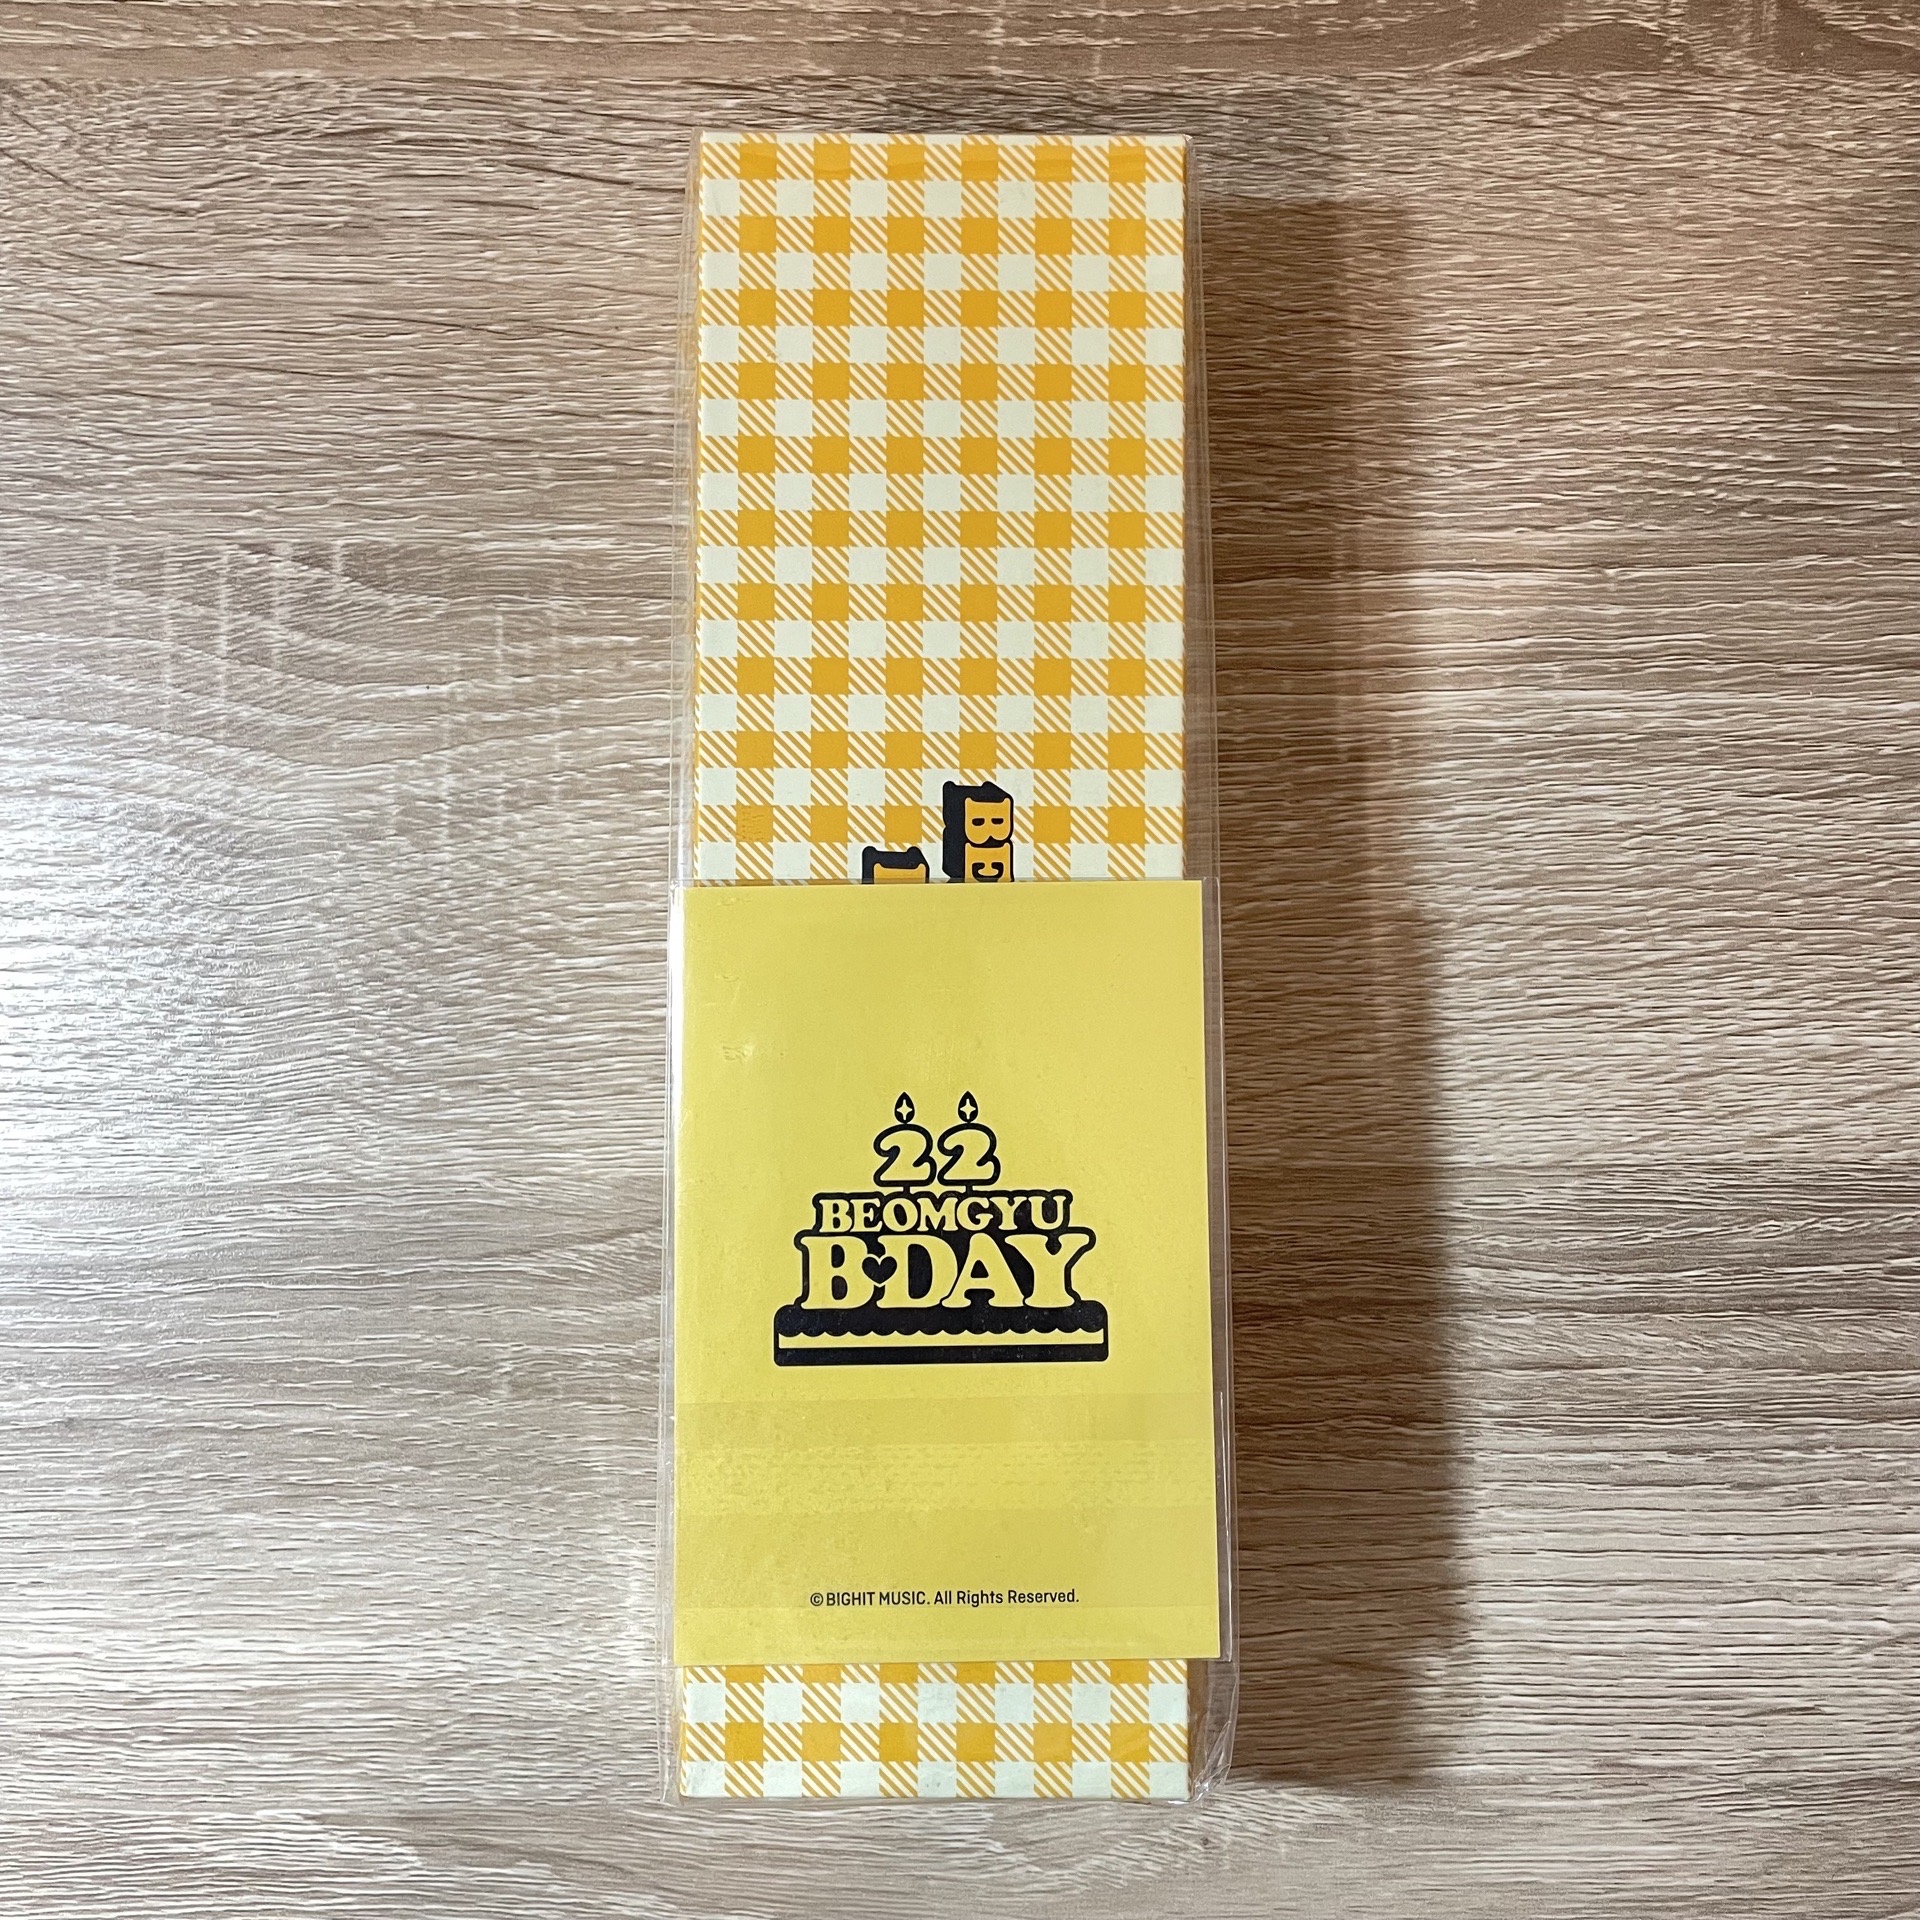 22
BEOMGYU
B♥DAY
©BIGHIT MUSIC. All Rights Reserved.